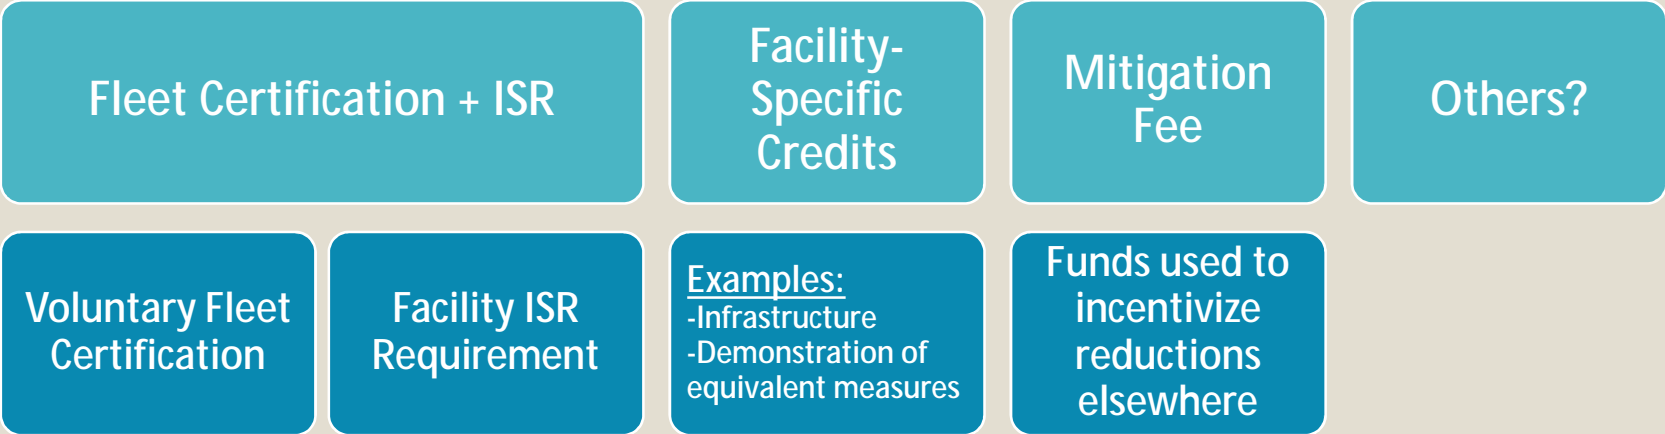 Fleet Certification + ISR
Facility-
Specific
Credits
Mitigation
Fee
Others?
Voluntary Fleet
Certification
Facility ISR
Requirement
Examples:
-Infrastructure
-Demonstration of
equivalent measures
Funds used to
incentivize
reductions
elsewhere